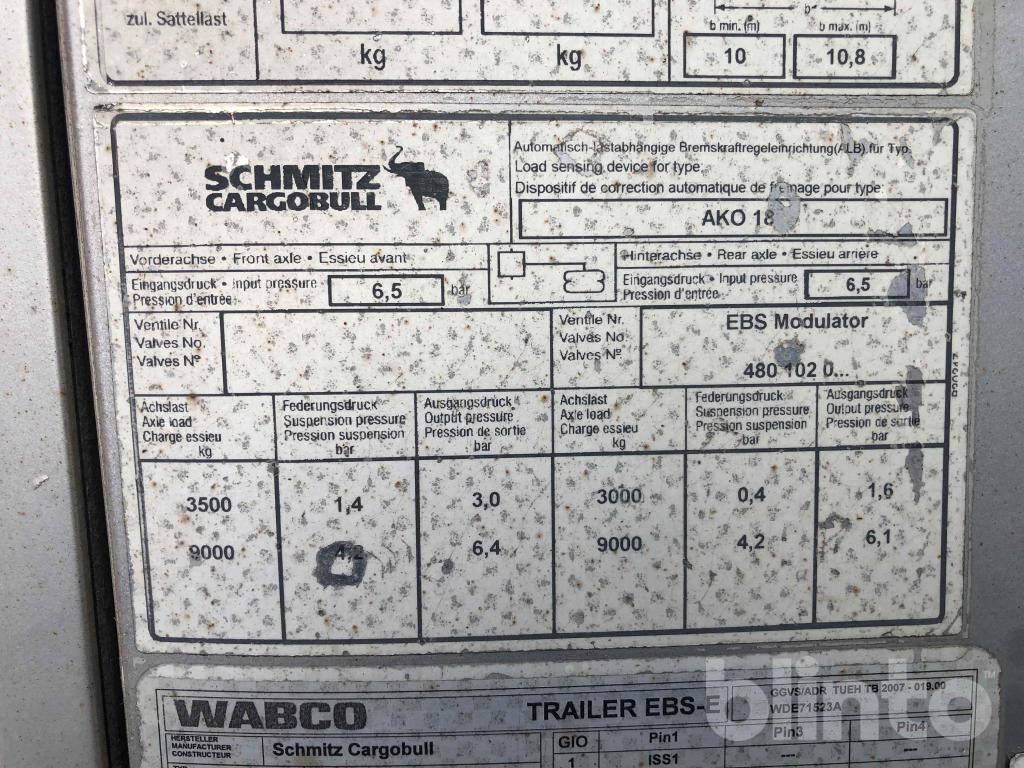 zul. Sattellast
kg
kg
b
b min. (m)
b max. (m)
10
10,8
SCHMITZ
CARGOBULL
Automatisch-lastabhängige Bremskraftregeleinrichtung(ALB) für Typ:
Load sensing device for type:
Dispositif de correction automatique de freinage pour type:
AKO 18
Vorderachse • Front axle • Essieu avant
Eingangsdruck • Input pressure
Pression d'entrée
6,5
bar
Hinterachse • Rear axle • Essieu arrière
Eingangsdruck • Input pressure
Pression d'entrée
6,5
bar
Ventile Nr.
Valves No.
Valves Nº
Ventile Nr.
Valves No.
Valves Nº
EBS Modulator
480 102 0...
Achslast
Axle load
Charge essieu
kg
Federungsdruck
Suspension pressure
Pression suspension
bar
Ausgangsdruck
Output pressure
Pression de sortie
bar
Achslast
Axle load
Charge essieu
kg
Federungsdruck
Suspension pressure
Pression suspension
bar
Ausgangsdruck
Output pressure
Pression de sortie
bar
3500 1,4 3,0 3000 0,4 1,6
9000 4,2 6,4 9000 4,2 6,1
WABCO
TRAILER EBS-E
GGVS/ADR TUEH TB 2007 - 019.00
WDE71523A
HERSTELLER
MANUFACTURER
CONSTRUCTEUR
Schmitz Cargobull
GIO Pin1 Pin3 Pin4
1 ISS1 --- ---
blinto